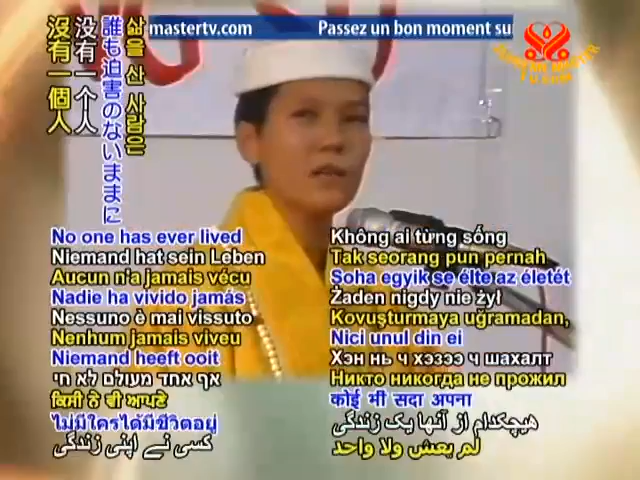 mastertv.com
Passez un bon moment su
SUPREME MASTER
TELEVISION
沒有一個人
没有一个人
誰も迫害のないままに
삶을 산 사람은
No one has ever lived
Niemand hat sein Leben
Aucun n'a jamais vécu
Nadie ha vivido jamás
Nessuno è mai vissuto
Nenhum jamais viveu
Niemand heeft ooit
אף אחד מעולם לא חי
ਕਿਸੀ ਨੇ ਵੀ ਆਪਣੇ
ไม่มีใครได้มีชีวิตอยู่
کسی نے اپنی زندگی
Không ai từng sống
Tak seorang pun pernah
Soha egyik se élte az életét
Żaden nigdy nie żył
Kovuşturmaya uğramadan,
Nici unul din ei
Хэн нь ч хэзээ ч шахалт
Никто никогда не прожил
कोई भी सदा अपना
هیچکدام از آنها یک زندگی
لم يعش ولا واحد